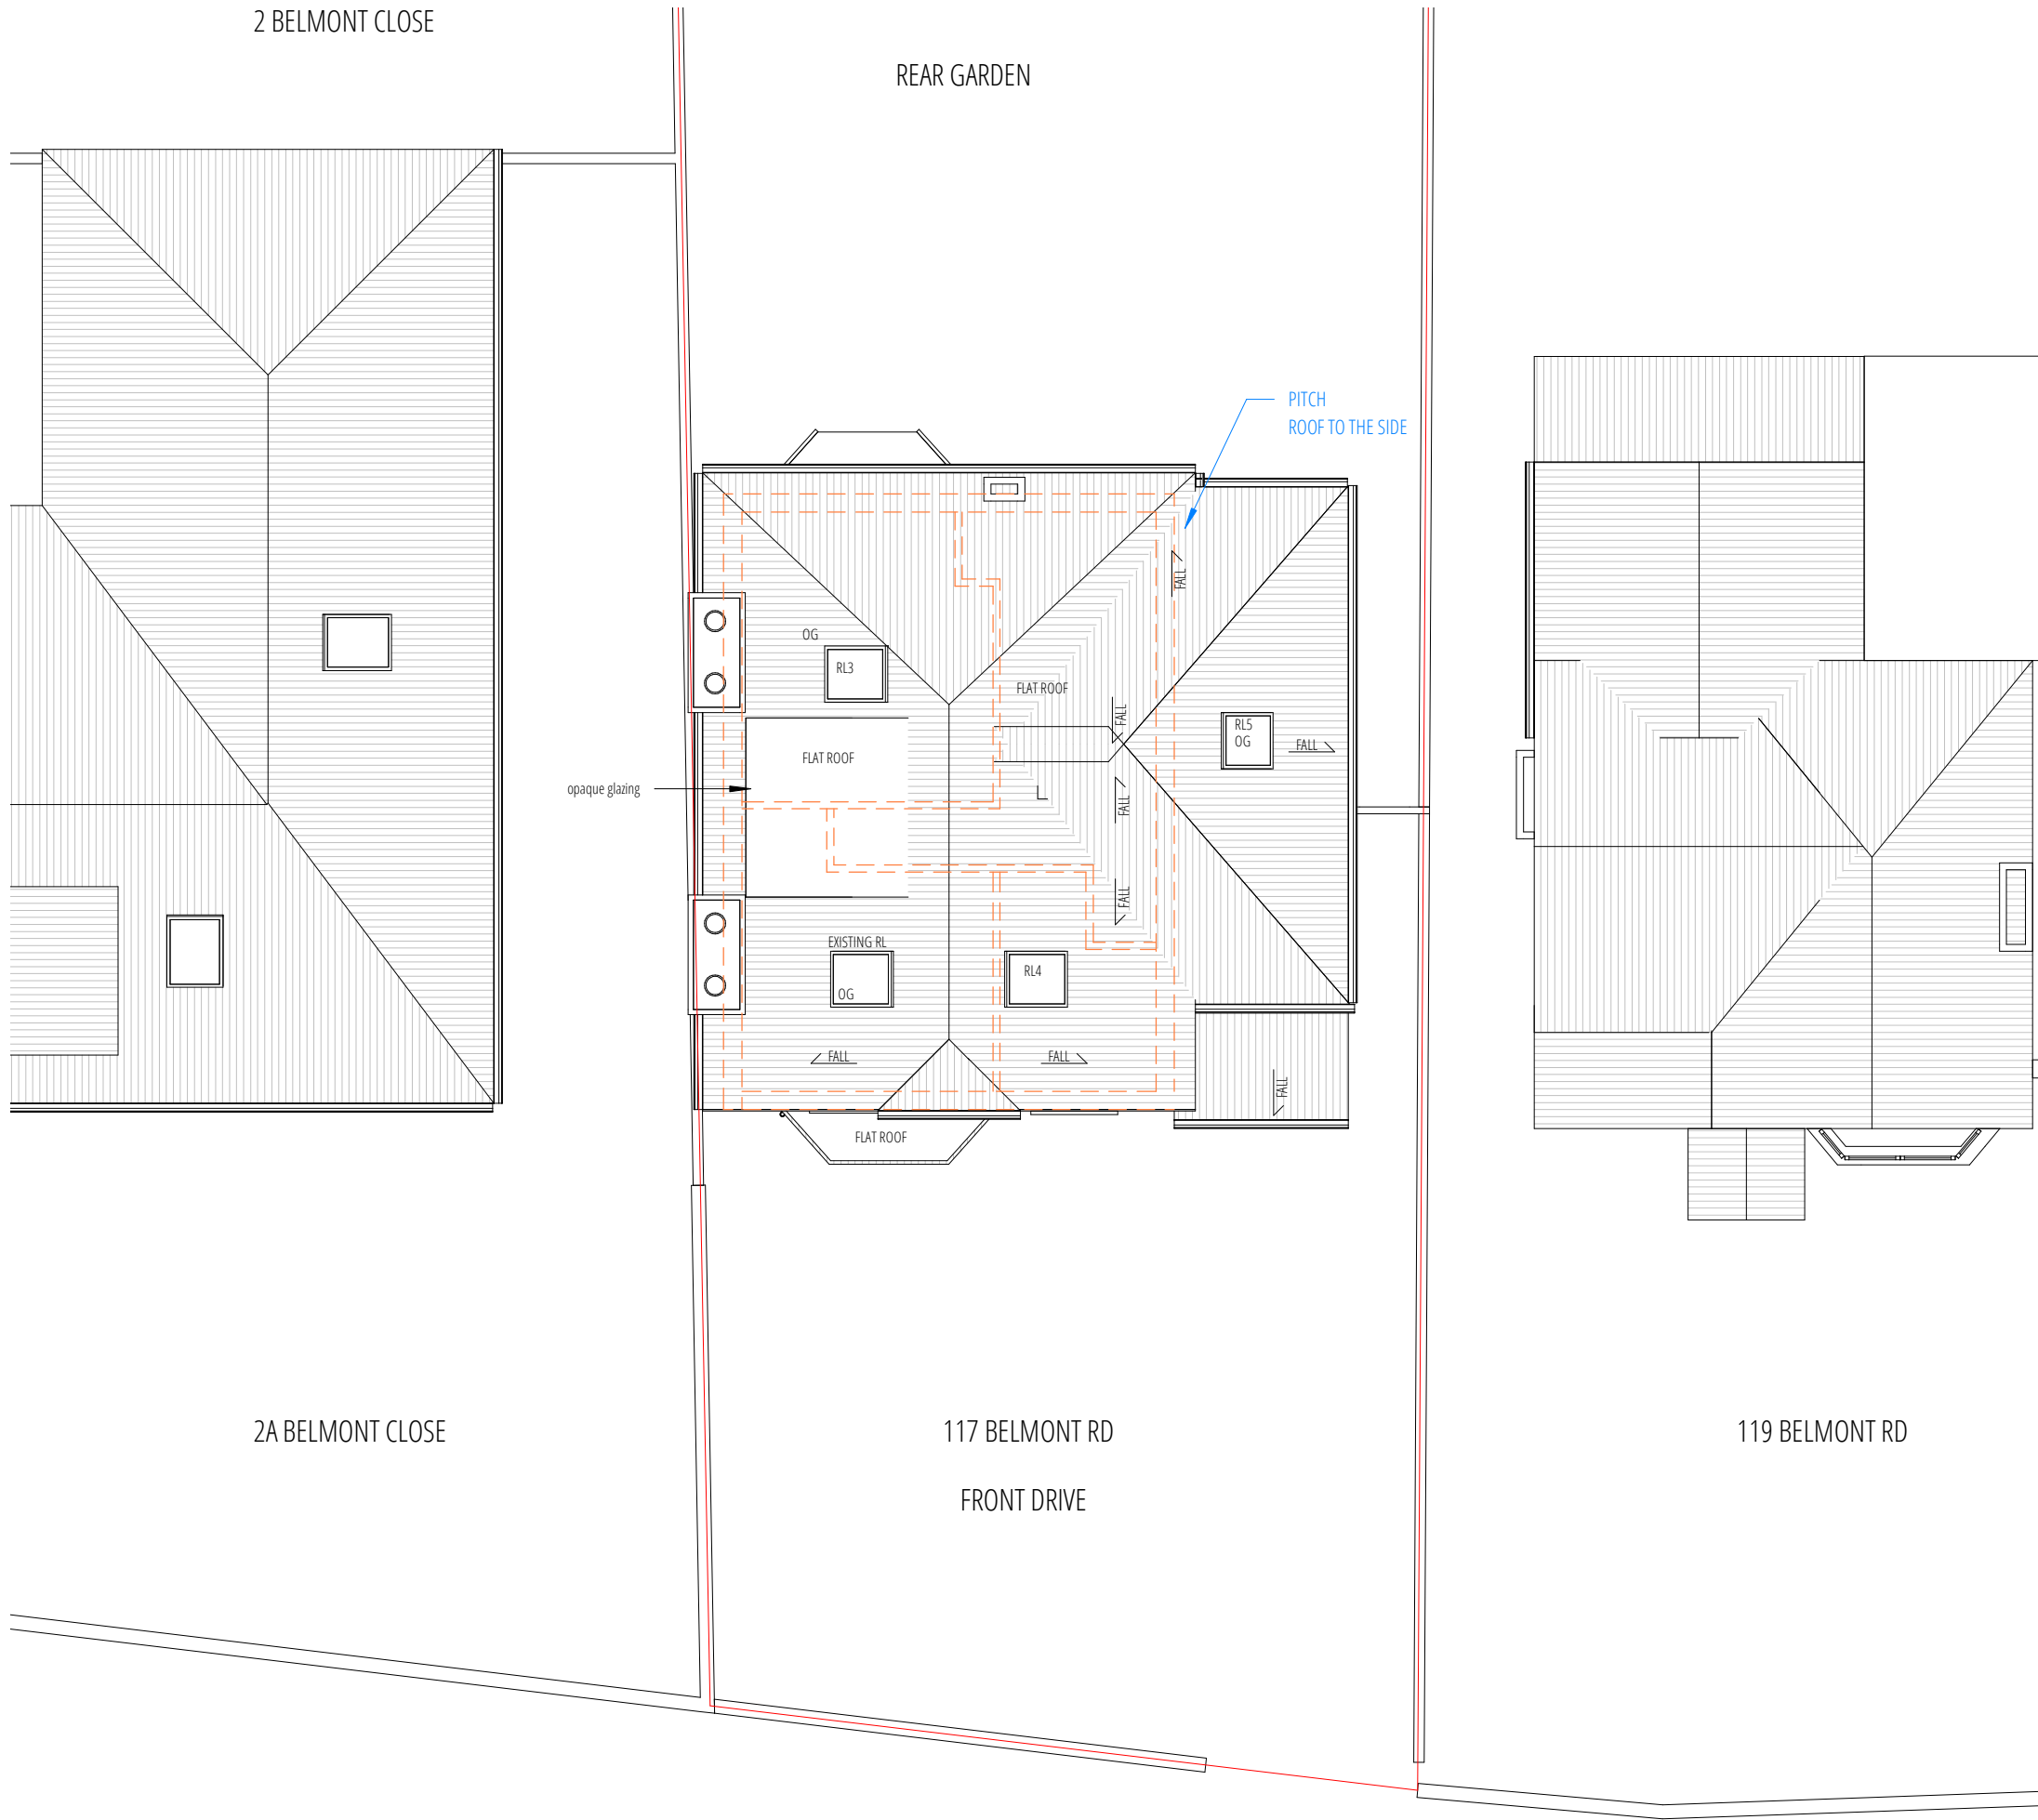 2 BELMONT CLOSE
REAR GARDEN
PITCH
ROOF TO THE SIDE
FALL
OG
RL3
FLAT ROOF
FALL
RL5
OG
FALL
FLAT ROOF
opaque glazing
FALL
FALL
EXISTING RL
OG
RL4
FALL
FALL
FALL
FLAT ROOF
2A BELMONT CLOSE
117 BELMONT RD
119 BELMONT RD
FRONT DRIVE